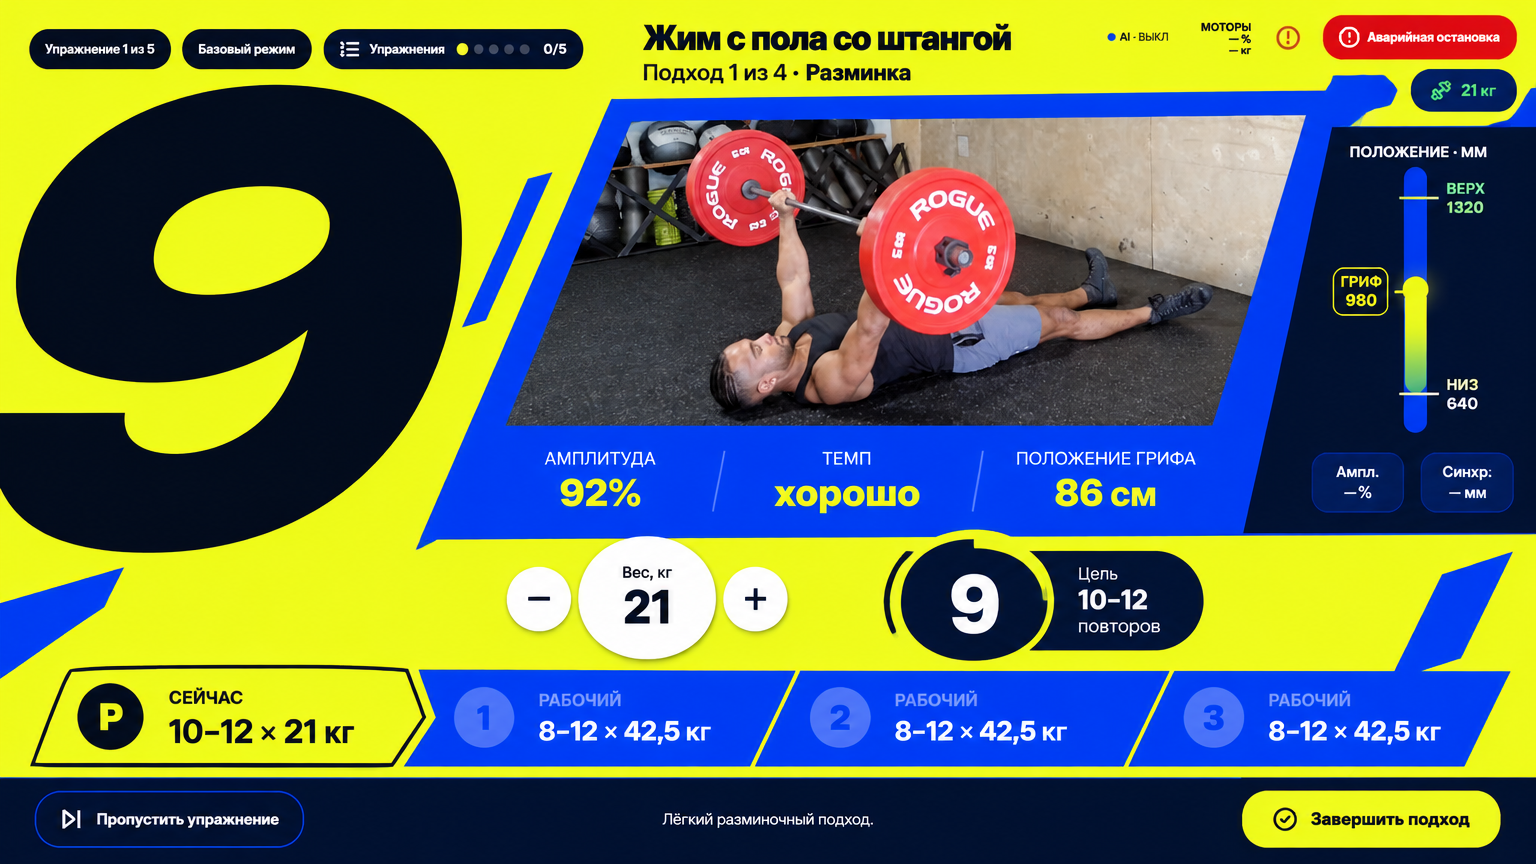 Упражнение 1 из 5
Базовый режим
Упражнения
0/5
Жим с пола со штангой
Подход 1 из 4 • Разминка
AI · ВЫКЛ
МОТОРЫ
— %
— кг
Аварийная остановка
21 кг
9
ROGUE
ROGUE
ROGUE
ROGUE
ПОЛОЖЕНИЕ · ММ
ВЕРХ
1320
ГРИФ
980
НИЗ
640
Ампл.
— %
Синхр:
— мм
АМПЛИТУДА
92%
ТЕМП
хорошо
ПОЛОЖЕНИЕ ГРИФА
86 см
−
Вес, кг
21
+
9
Цель
10–12
повторов
Р
СЕЙЧАС
10–12 × 21 кг
1
РАБОЧИЙ
8–12 × 42,5 кг
2
РАБОЧИЙ
8–12 × 42,5 кг
3
РАБОЧИЙ
8–12 × 42,5 кг
Пропустить упражнение
Лёгкий разминочный подход.
Завершить подход